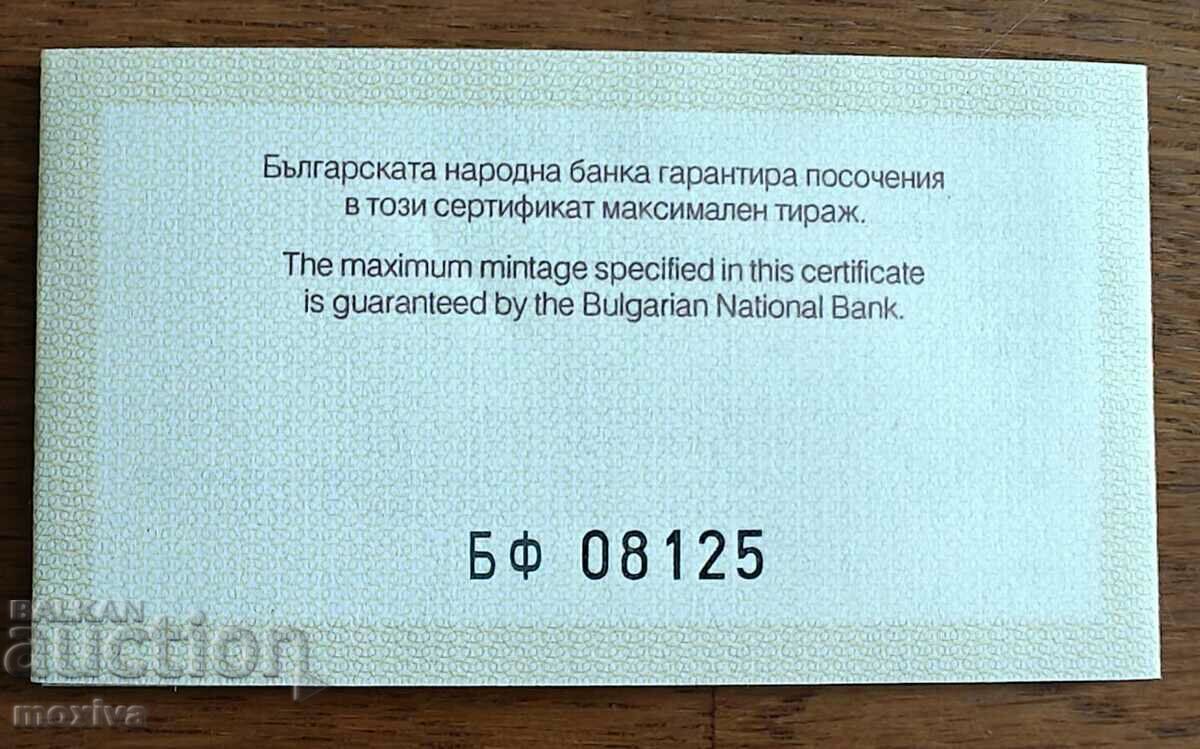 Българската народна банка гарантира посочения
в този сертификат максимален тираж.
The maximum mintage specified in this certificate
is guaranteed by the Bulgarian National Bank.
БФ 08125
BALKAN
auction
moxiva